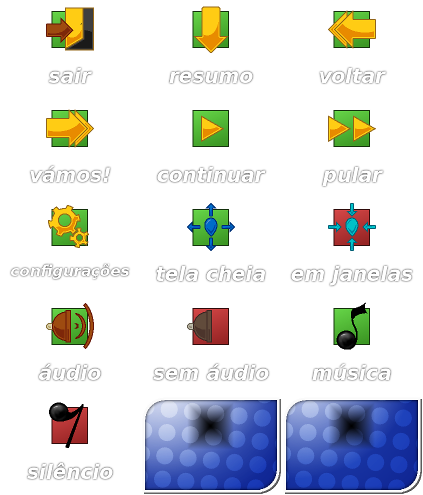 sair
resumo
voltar
vámos!
continuar
pular
configurações
tela cheia
em janelas
áudio
sem áudio
música
silêncio